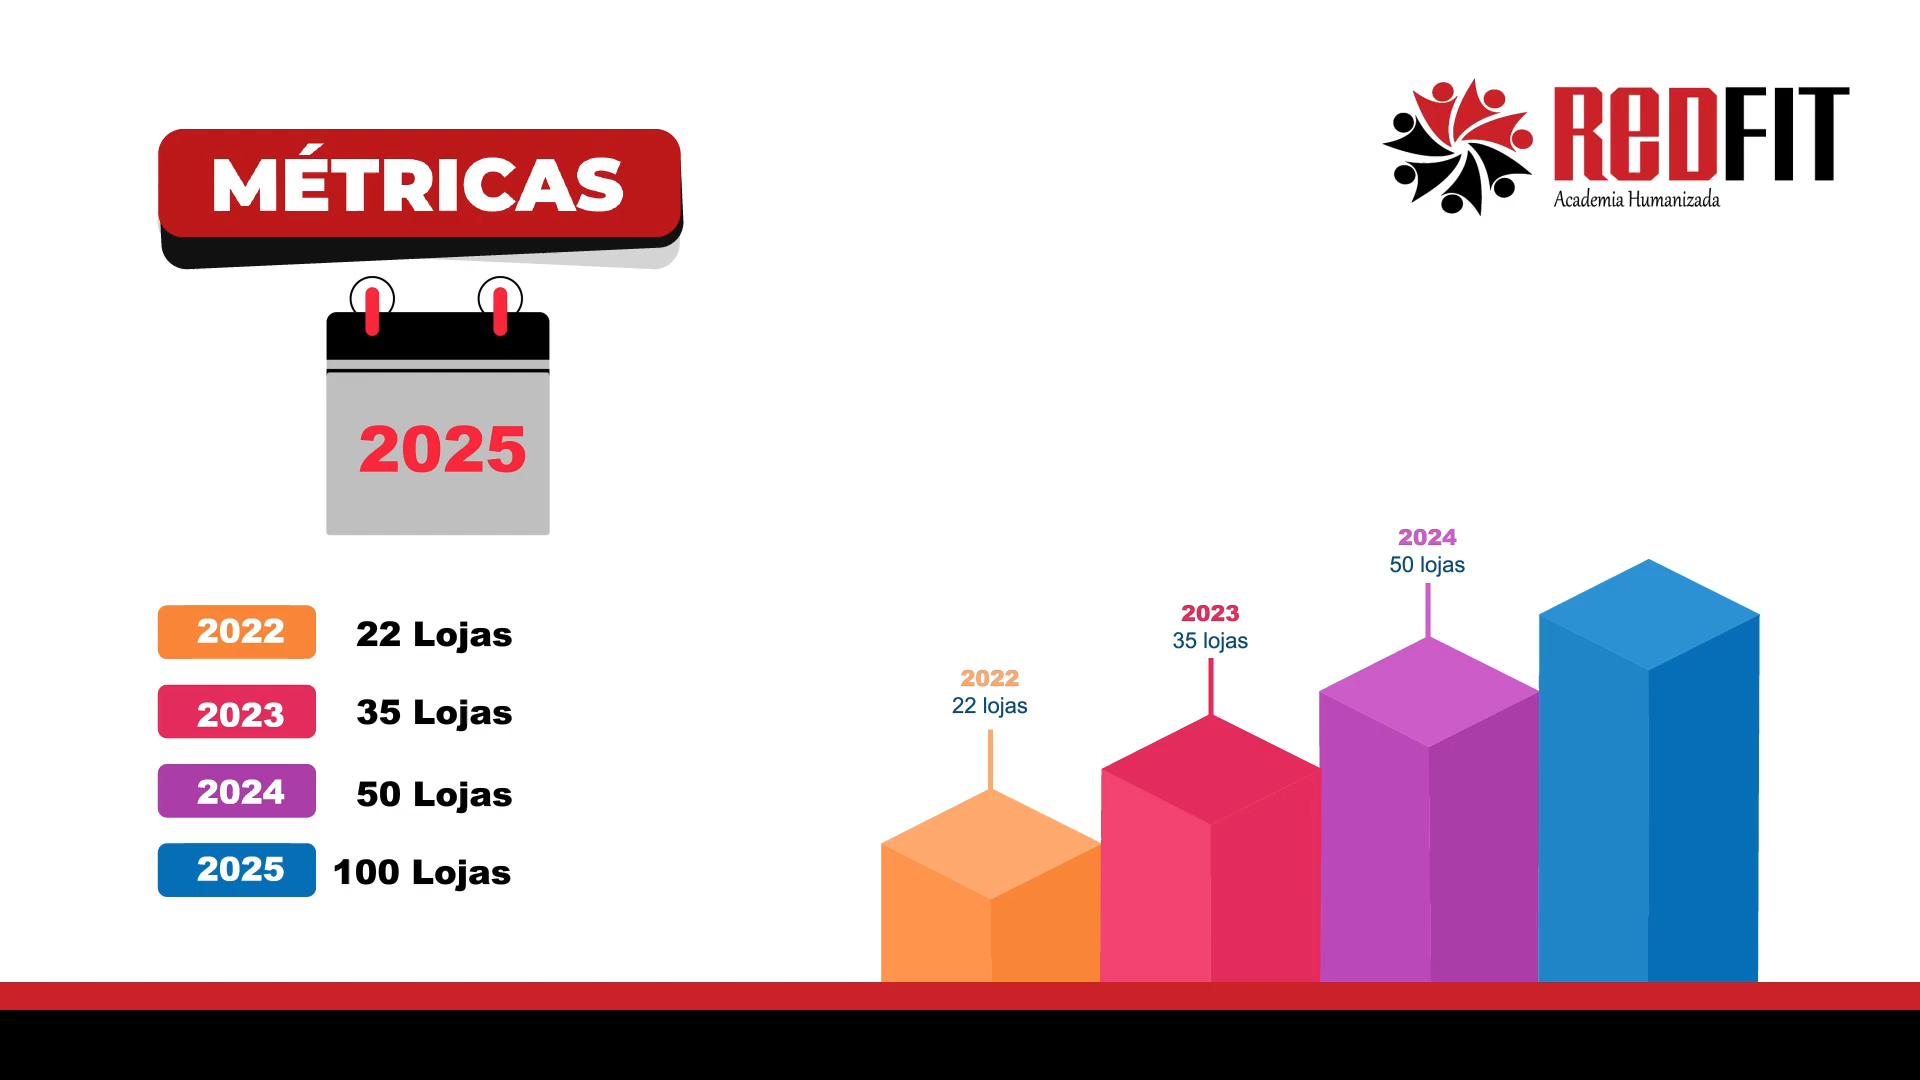 MÉTRICAS
REDFIT
Academia Humanizada
2025
2022 22 Lojas
2023 35 Lojas
2024 50 Lojas
2025 100 Lojas
2022
22 lojas
2023
35 lojas
2024
50 lojas